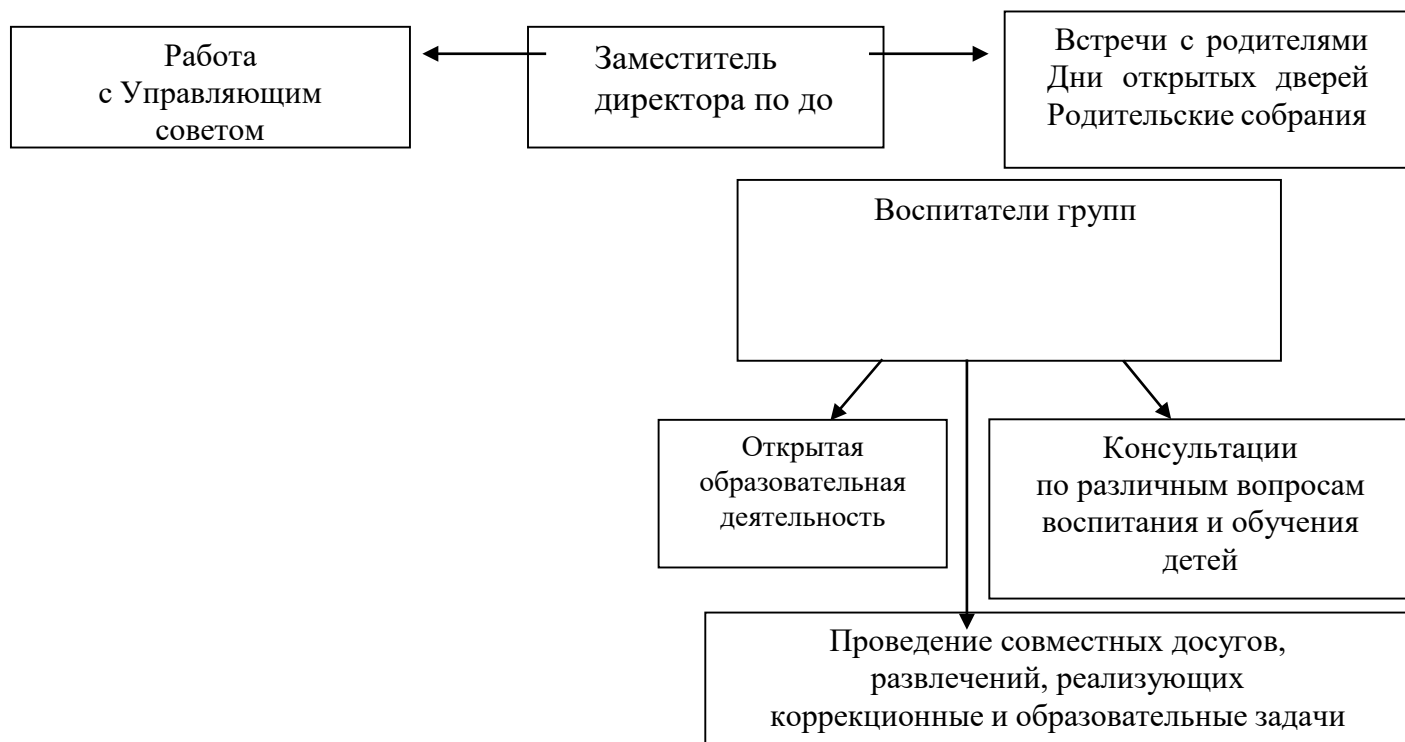 Работа
с Управляющим
советом
Заместитель
директора по до
Встречи с родителями
Дни открытых дверей
Родительские собрания
Воспитатели групп
Открытая
образовательная
деятельность
Консультации
по различным вопросам
воспитания и обучения
детей
Проведение совместных досугов,
развлечений, реализующих
коррекционные и образовательные задачи